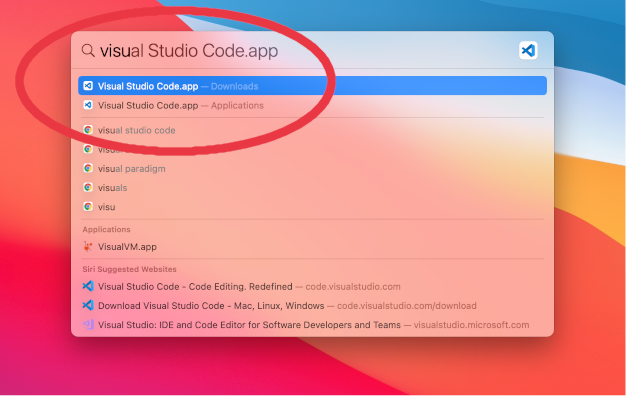 visual Studio Code.app
Visual Studio Code.app — Downloads
Visual Studio Code.app — Applications
visual studio code
visual paradigm
visuals
visu
Applications
VisualVM.app
Siri Suggested Websites
Visual Studio Code - Code Editing. Redefined — code.visualstudio.com
Download Visual Studio Code - Mac, Linux, Windows — code.visualstudio.com/download
Visual Studio: IDE and Code Editor for Software Developers and Teams — visualstudio.microsoft.com